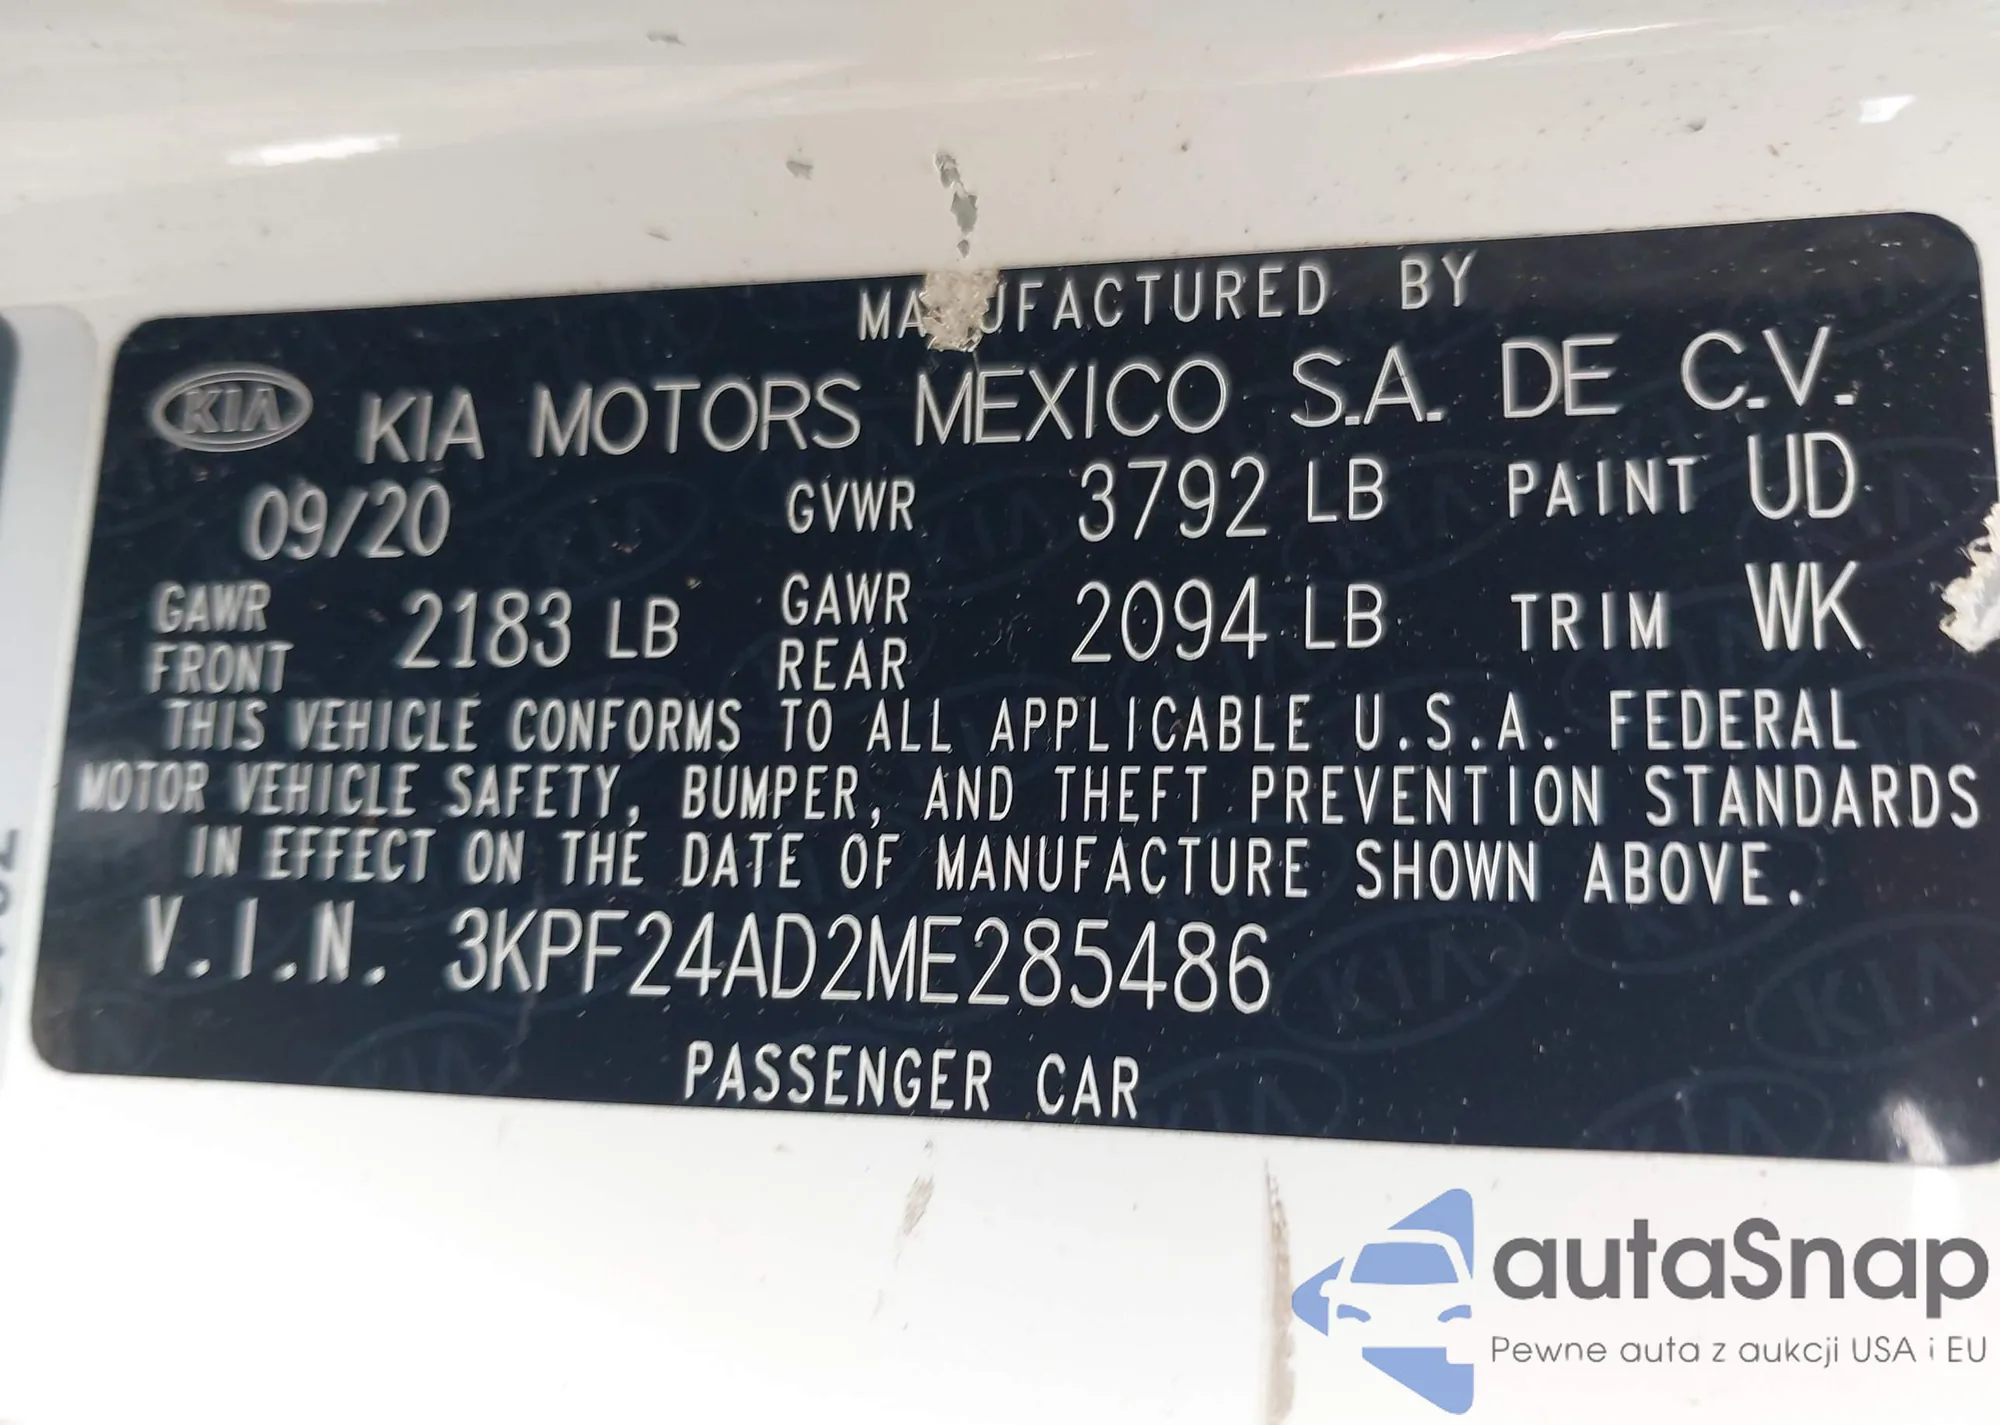 MANUFACTURED BY
KIA KIA MOTORS MEXICO S.A. DE C.V.
09/20 GVWR 3792 LB PAINT UD
GAWR FRONT 2183 LB GAWR REAR 2094 LB TRIM WK
THIS VEHICLE CONFORMS TO ALL APPLICABLE U.S.A. FEDERAL
MOTOR VEHICLE SAFETY, BUMPER, AND THEFT PREVENTION STANDARDS
IN EFFECT ON THE DATE OF MANUFACTURE SHOWN ABOVE.
V.I.N. 3KPF24AD2ME285486
PASSENGER CAR
autaSnap
Pewne auta z aukcji USA i EU